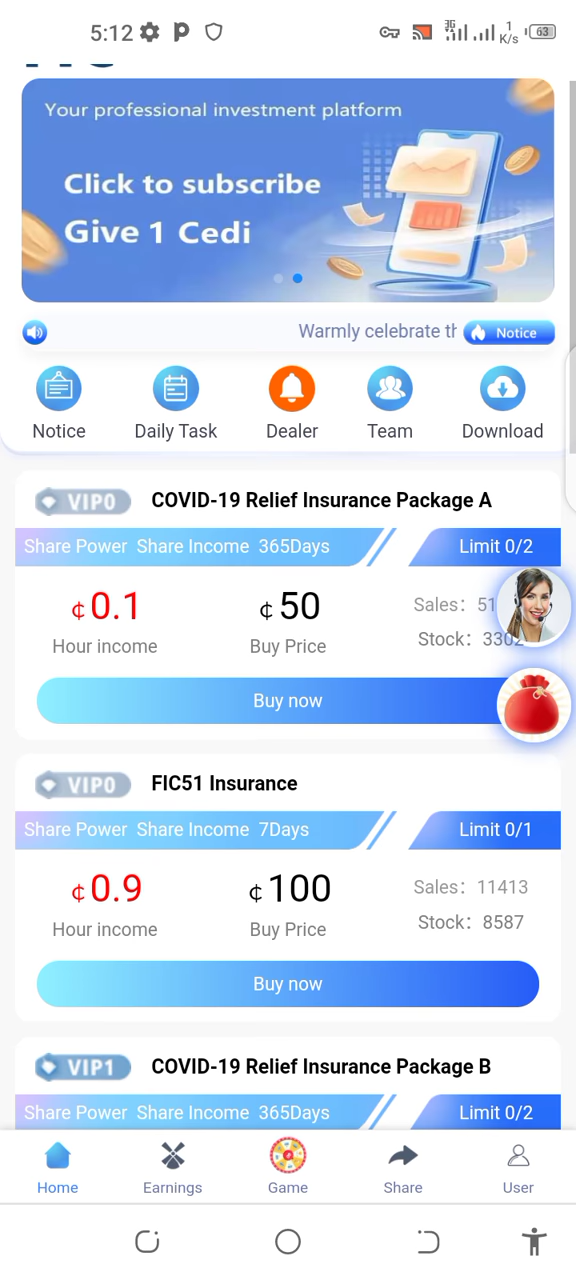 5:12
3G
4
1
K/s
63
Your professional investment platform
Click to subscribe
Give 1 Cedi
Warmly celebrate th
Notice
Notice
Daily Task
Dealer
Team
Download
VIP0 COVID-19 Relief Insurance Package A
Share Power Share Income 365Days Limit 0/2
¢0.1 ¢50 Sales: 51
Hour income Buy Price Stock: 3302
Buy now
VIP0 FIC51 Insurance
Share Power Share Income 7Days Limit 0/1
¢0.9 ¢100 Sales: 11413
Hour income Buy Price Stock: 8587
Buy now
VIP1 COVID-19 Relief Insurance Package B
Share Power Share Income 365Days Limit 0/2
Home Earnings Game Share User